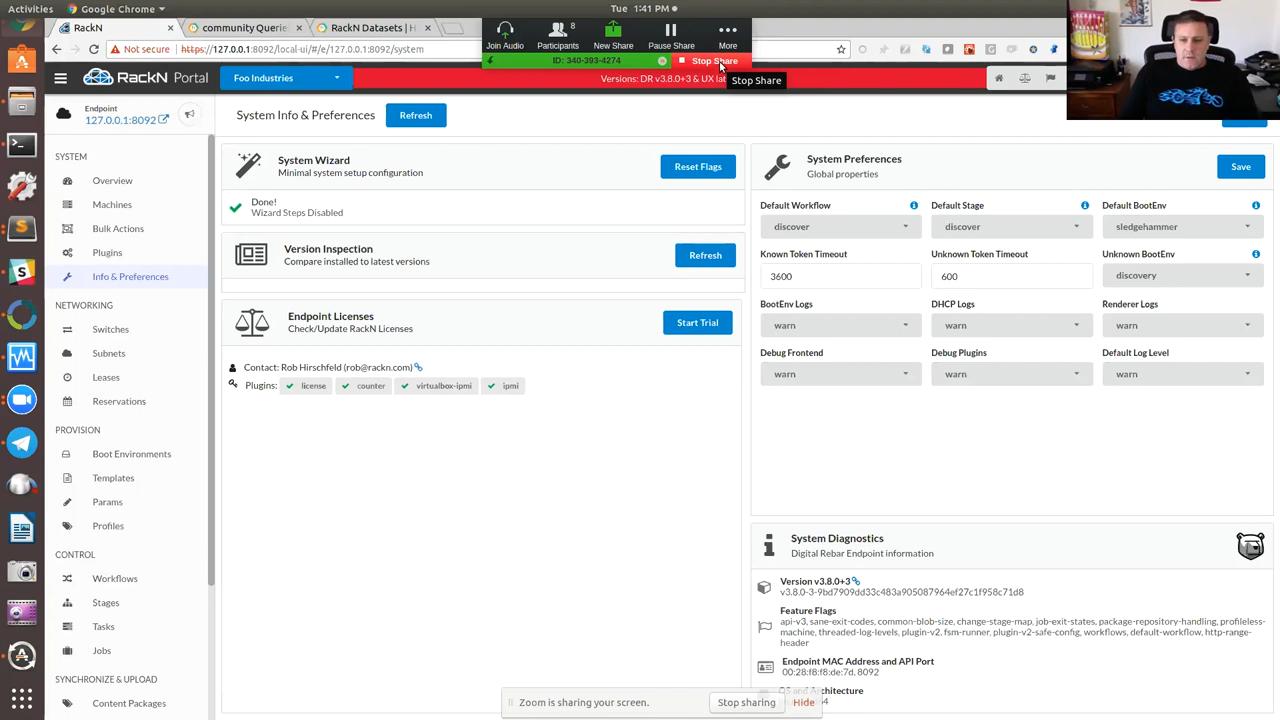 Activities
Google Chrome
Tue 1:41 PM
RackN
community Querie
RackN Datasets | H
Not secure
https://127.0.0.1:8092/local-ui/#/e/127.0.0.1:8092/system
Join Audio
Participants
8
New Share
Pause Share
More
ID: 340-393-4274
Stop Share
Stop Share
RackN Portal
Foo Industries
Versions: DR v3.8.0+3 & UX lat
Endpoint
127.0.0.1:8092
System Info & Preferences
Refresh
SYSTEM
Overview
Machines
Bulk Actions
Plugins
Info & Preferences
NETWORKING
Switches
Subnets
Leases
Reservations
PROVISION
Boot Environments
Templates
Params
Profiles
CONTROL
Workflows
Stages
Tasks
Jobs
SYNCHRONIZE & UPLOAD
Content Packages
System Wizard
Minimal system setup configuration
Reset Flags
Done!
Wizard Steps Disabled
Version Inspection
Compare installed to latest versions
Refresh
Endpoint Licenses
Check/Update RackN Licenses
Start Trial
Contact: Rob Hirschfeld (rob@rackn.com)
Plugins: license counter virtualbox-ipmi ipmi
System Preferences
Global properties
Save
Default Workflow
discover
Default Stage
discover
Default BootEnv
sledgehammer
Known Token Timeout
3600
Unknown Token Timeout
600
Unknown BootEnv
discovery
BootEnv Logs
warn
DHCP Logs
warn
Renderer Logs
warn
Debug Frontend
warn
Debug Plugins
warn
Default Log Level
warn
System Diagnostics
Digital Rebar Endpoint information
Version v3.8.0+3
v3.8.0-3-9bd7909dd33c483a905087964ef27c1f958c71d8
Feature Flags
api-v3, sane-exit-codes, common-blob-size, change-stage-map, job-exit-states, package-repository-handling, profileless-
machine, threaded-log-levels, plugin-v2, fsm-runner, plugin-v2-safe-config, workflows, default-workflow, http-range-
header
Endpoint MAC Address and API Port
00:28:f8:f8:de:7d, 8092
OS and Architecture
Zoom is sharing your screen.
Stop sharing
Hide